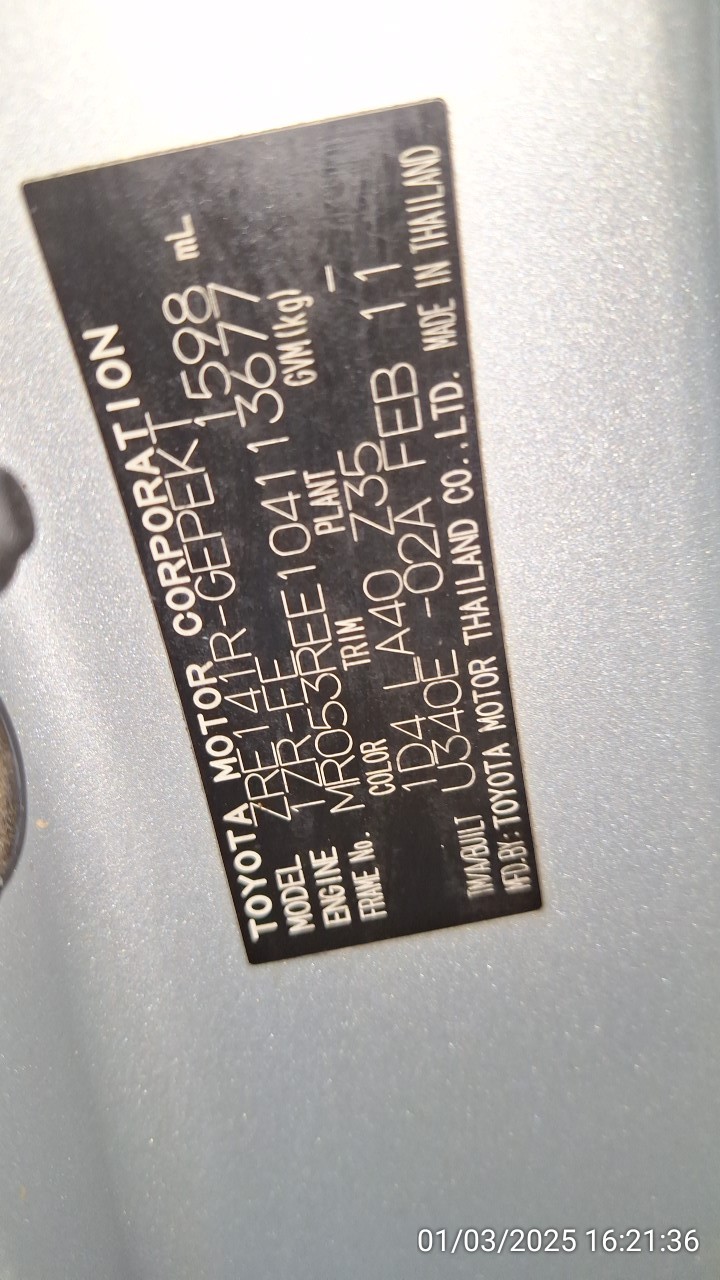 TOYOTA MOTOR CORPORATION
MODEL ZRE141R-GEPEKT
ENGINE 1ZR-FE 1598 mL
FRAME No. MR053REE104113677
COLOR TRIM PLANT GVM(kg)
1D4 LA40 Z35 -
TM/A/BUILT U340E -02A FEB 11
MFD.BY: TOYOTA MOTOR THAILAND CO.,LTD. MADE IN THAILAND
01/03/2025 16:21:36